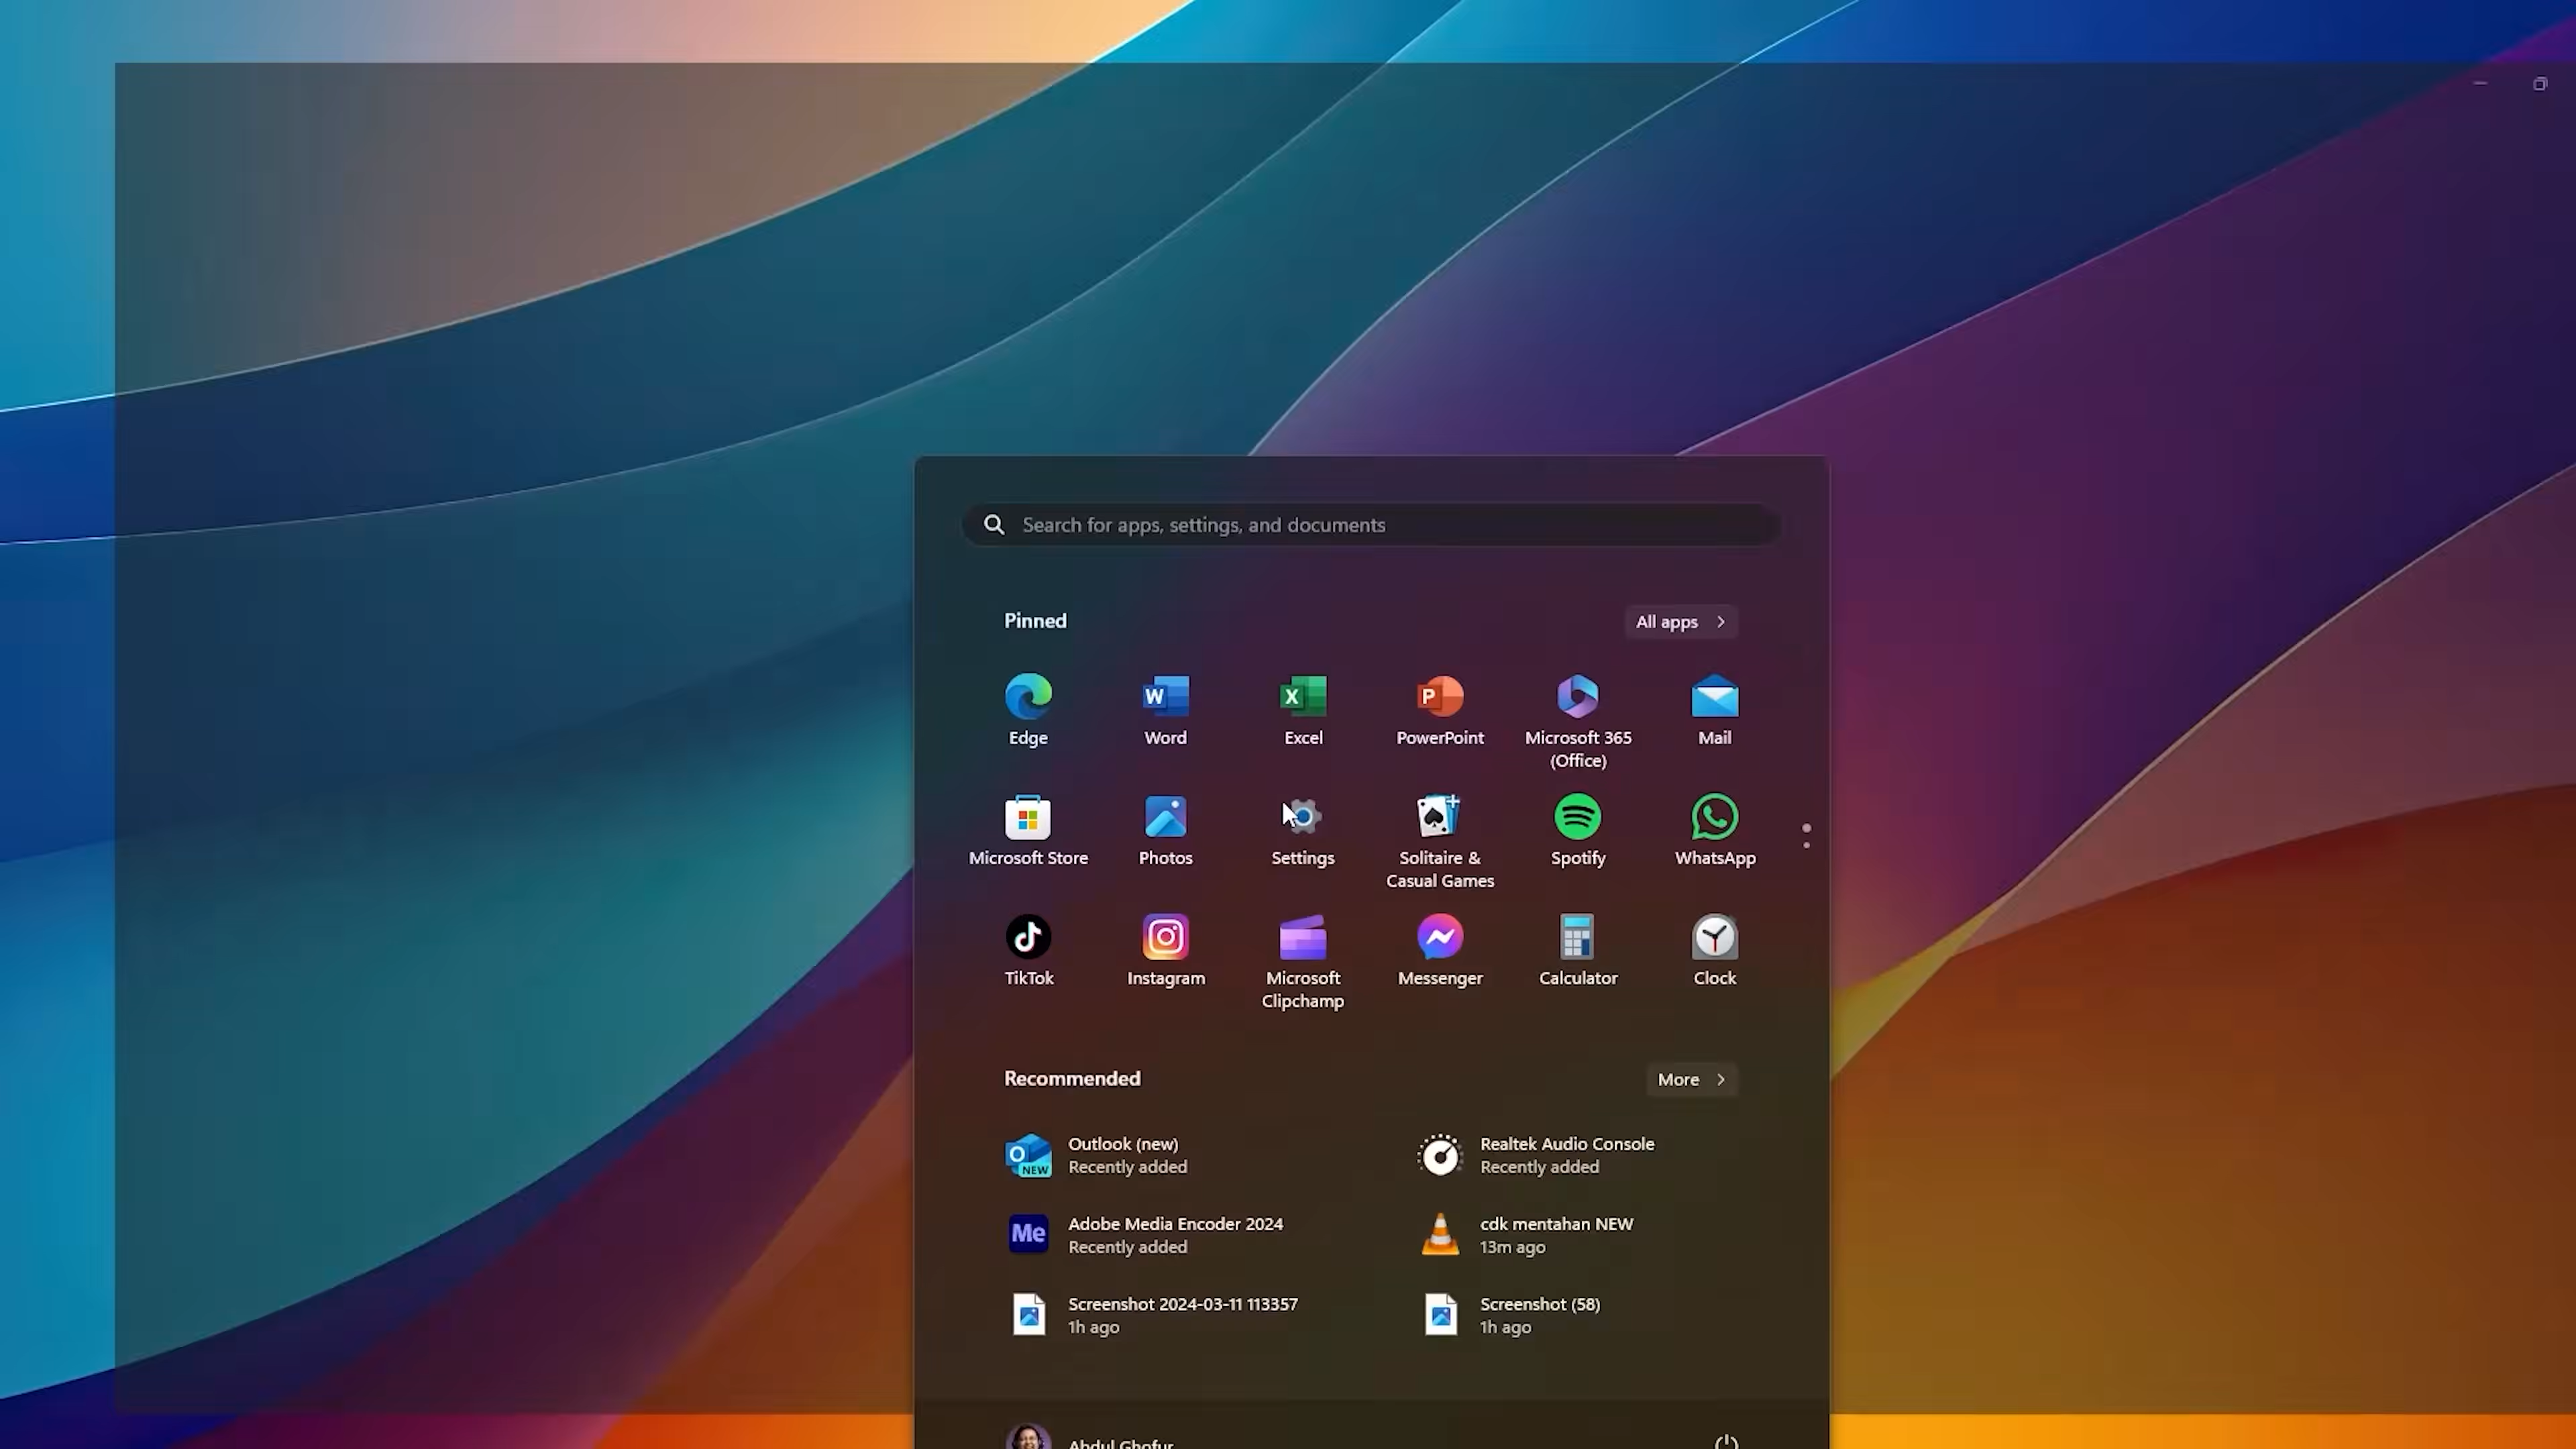 Search for apps, settings, and documents
Pinned
All apps
Edge
Word
Excel
PowerPoint
Microsoft 365
(Office)
Mail
Microsoft Store
Photos
Settings
Solitaire &
Casual Games
Spotify
WhatsApp
TikTok
Instagram
Microsoft
Clipchamp
Messenger
Calculator
Clock
Recommended
More
Outlook (new)
Recently added
Realtek Audio Console
Recently added
Adobe Media Encoder 2024
Recently added
cdk mentahan NEW
13m ago
Screenshot 2024-03-11 113357
1h ago
Screenshot (58)
1h ago
Abdul Ghofur